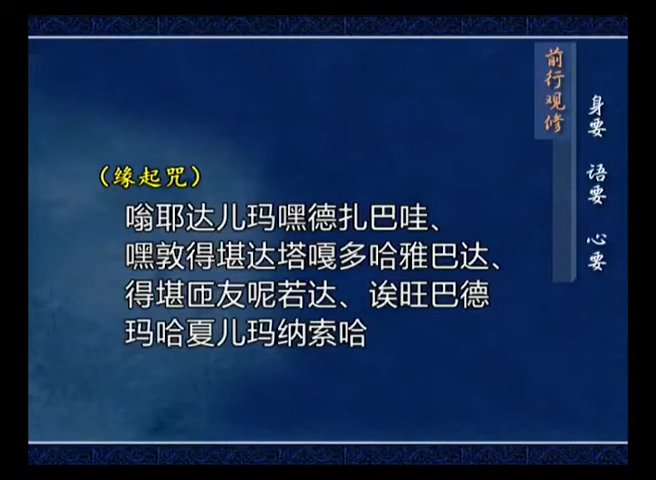 前行观修
身要 语要 心要
（缘起咒）
嗡耶达儿玛嘿德扎巴哇、
嘿敦得堪达塔嘎多哈雅巴达、
得堪匝友呢若达、诶旺巴德
玛哈夏儿玛纳索哈